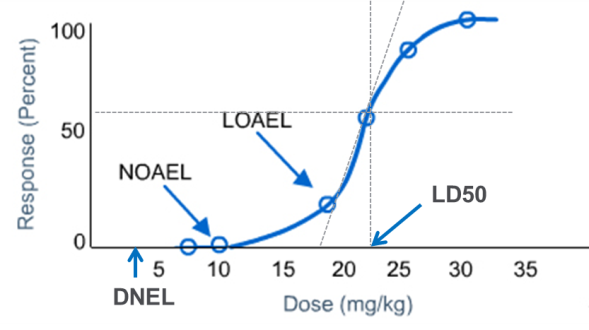 100
Response (Percent)
LOAEL
50
NOAEL
LD50
0
5 10 15 20 25 30 35
DNEL
Dose (mg/kg)